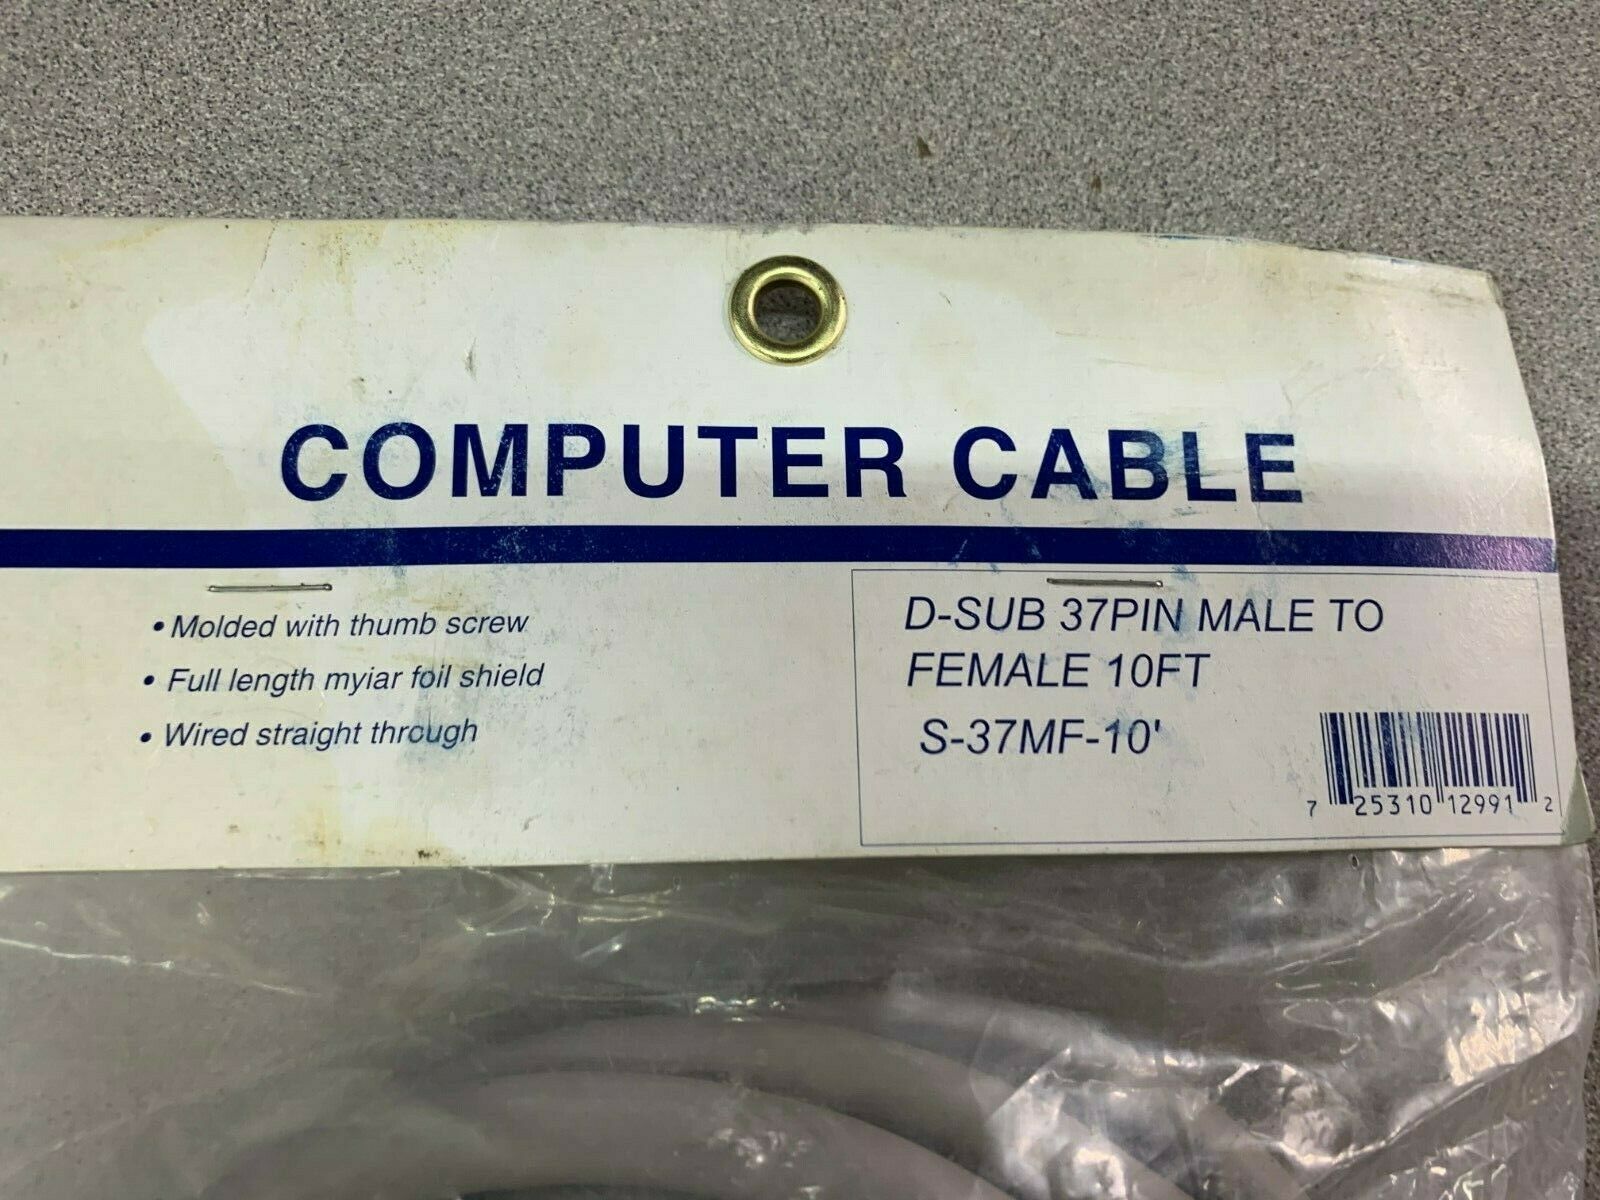 COMPUTER CABLE
• Molded with thumb screw
• Full length myiar foil shield
• Wired straight through
D-SUB 37PIN MALE TO
FEMALE 10FT
S-37MF-10'
7 25310 12991 2